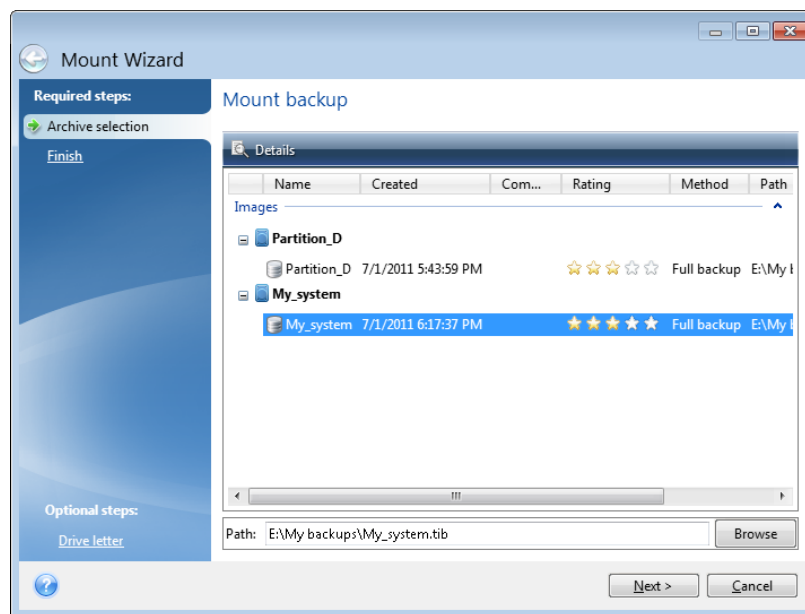 Mount Wizard
Required steps:
Archive selection
Finish
Optional steps:
Drive letter
Mount backup
Details
Name Created Com... Rating Method Path
Images
Partition_D
Partition_D 7/1/2011 5:43:59 PM Full backup E:\My
My_system
My_system 7/1/2011 6:17:37 PM Full backup E:\My
Path: E:\My backups\My_system.tib Browse
Next > Cancel